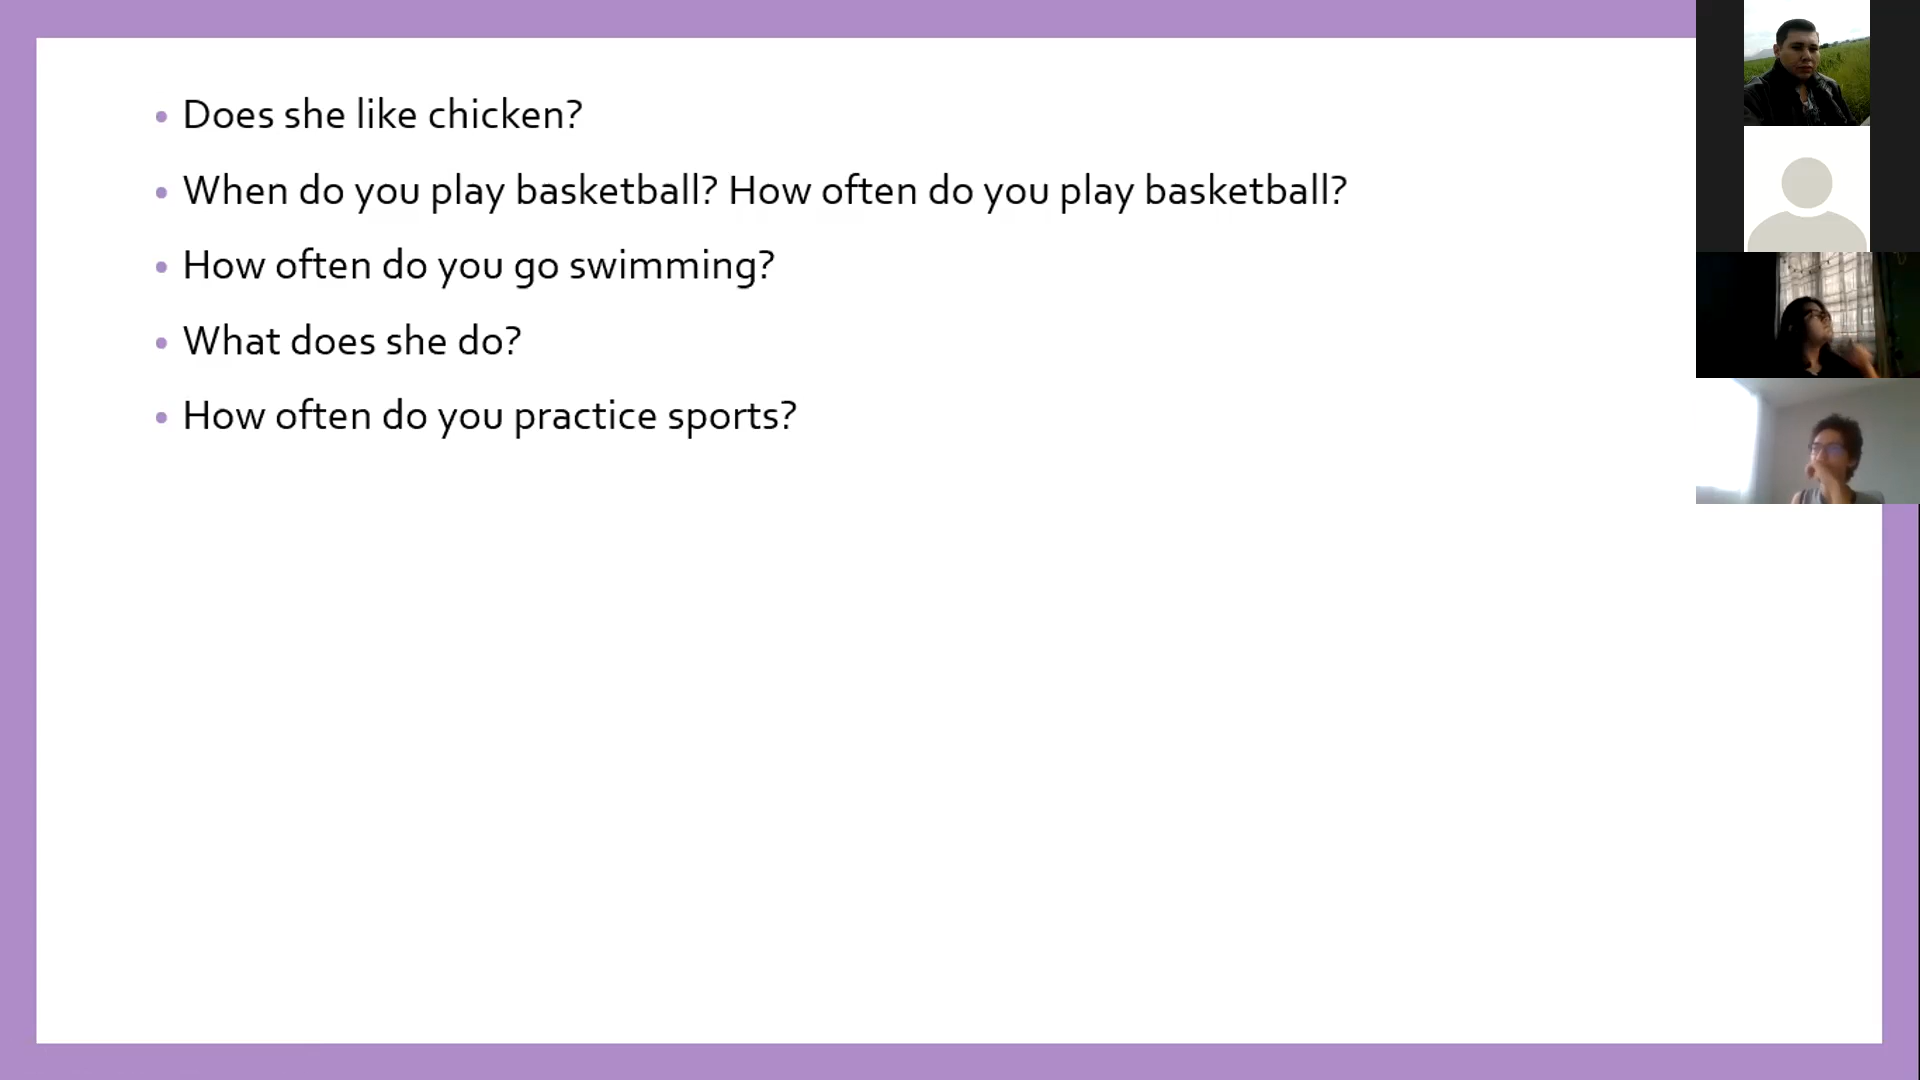 • Does she like chicken?
• When do you play basketball? How often do you play basketball?
• How often do you go swimming?
• What does she do?
• How often do you practice sports?